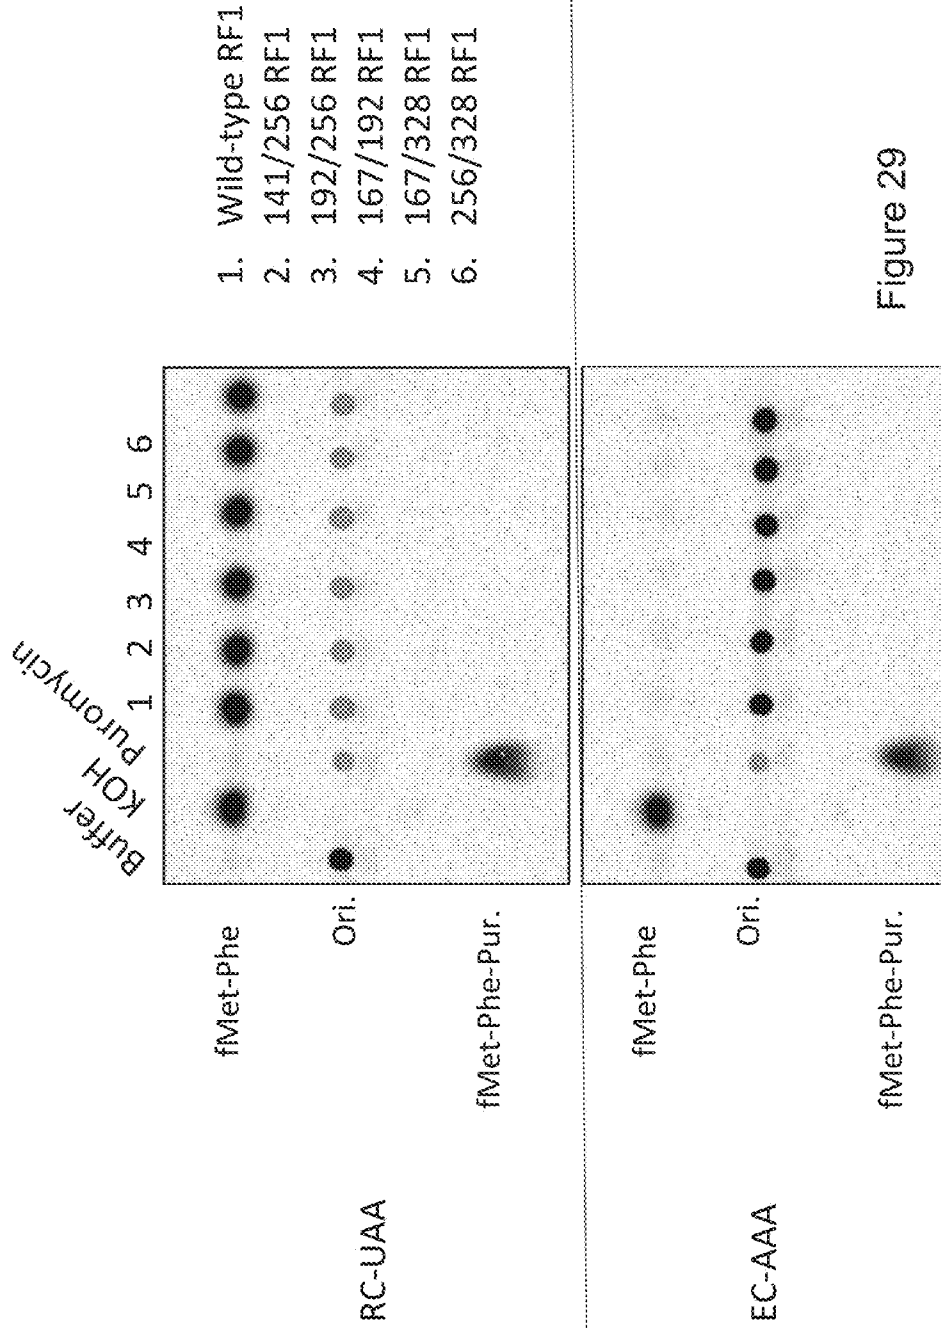 Buffer
KOH
Puromycin
1 2 3 4 5 6
RC-UAA
fMet-Phe
Ori.
fMet-Phe-Pur.
EC-AAA
fMet-Phe
Ori.
fMet-Phe-Pur.
1. Wild-type RF1
2. 141/256 RF1
3. 192/256 RF1
4. 167/192 RF1
5. 167/328 RF1
6. 256/328 RF1
Figure 29